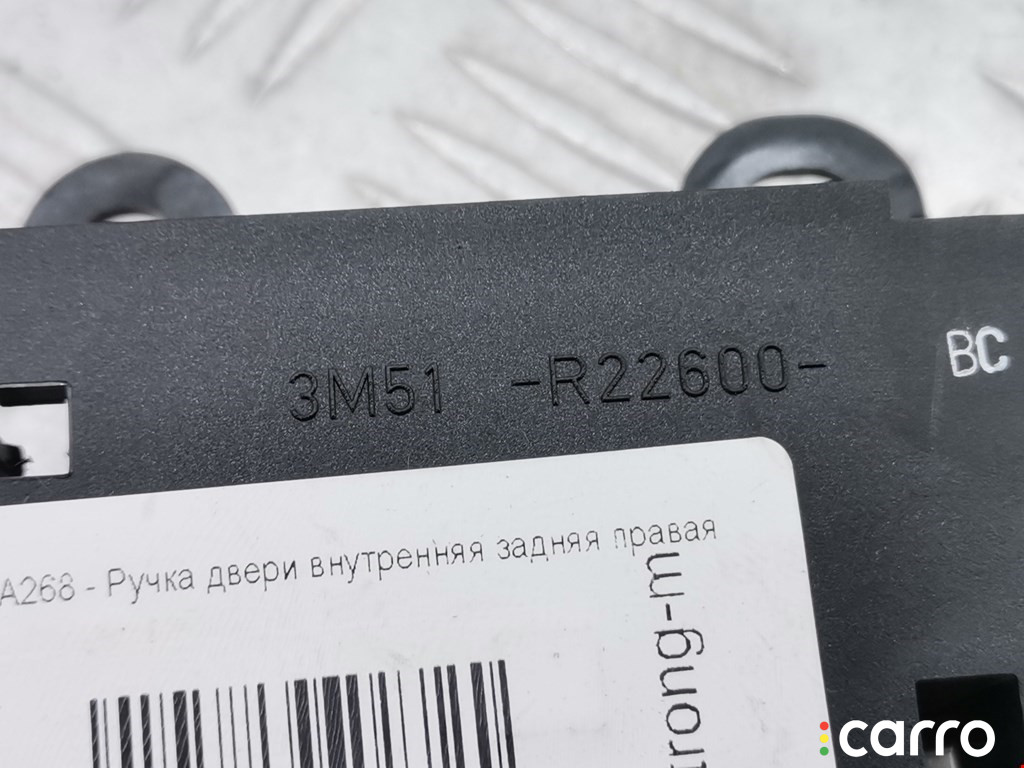 3M51 -R22600-
BC
A268 - Ручка двери внутренняя задняя правая
rong-m
carro